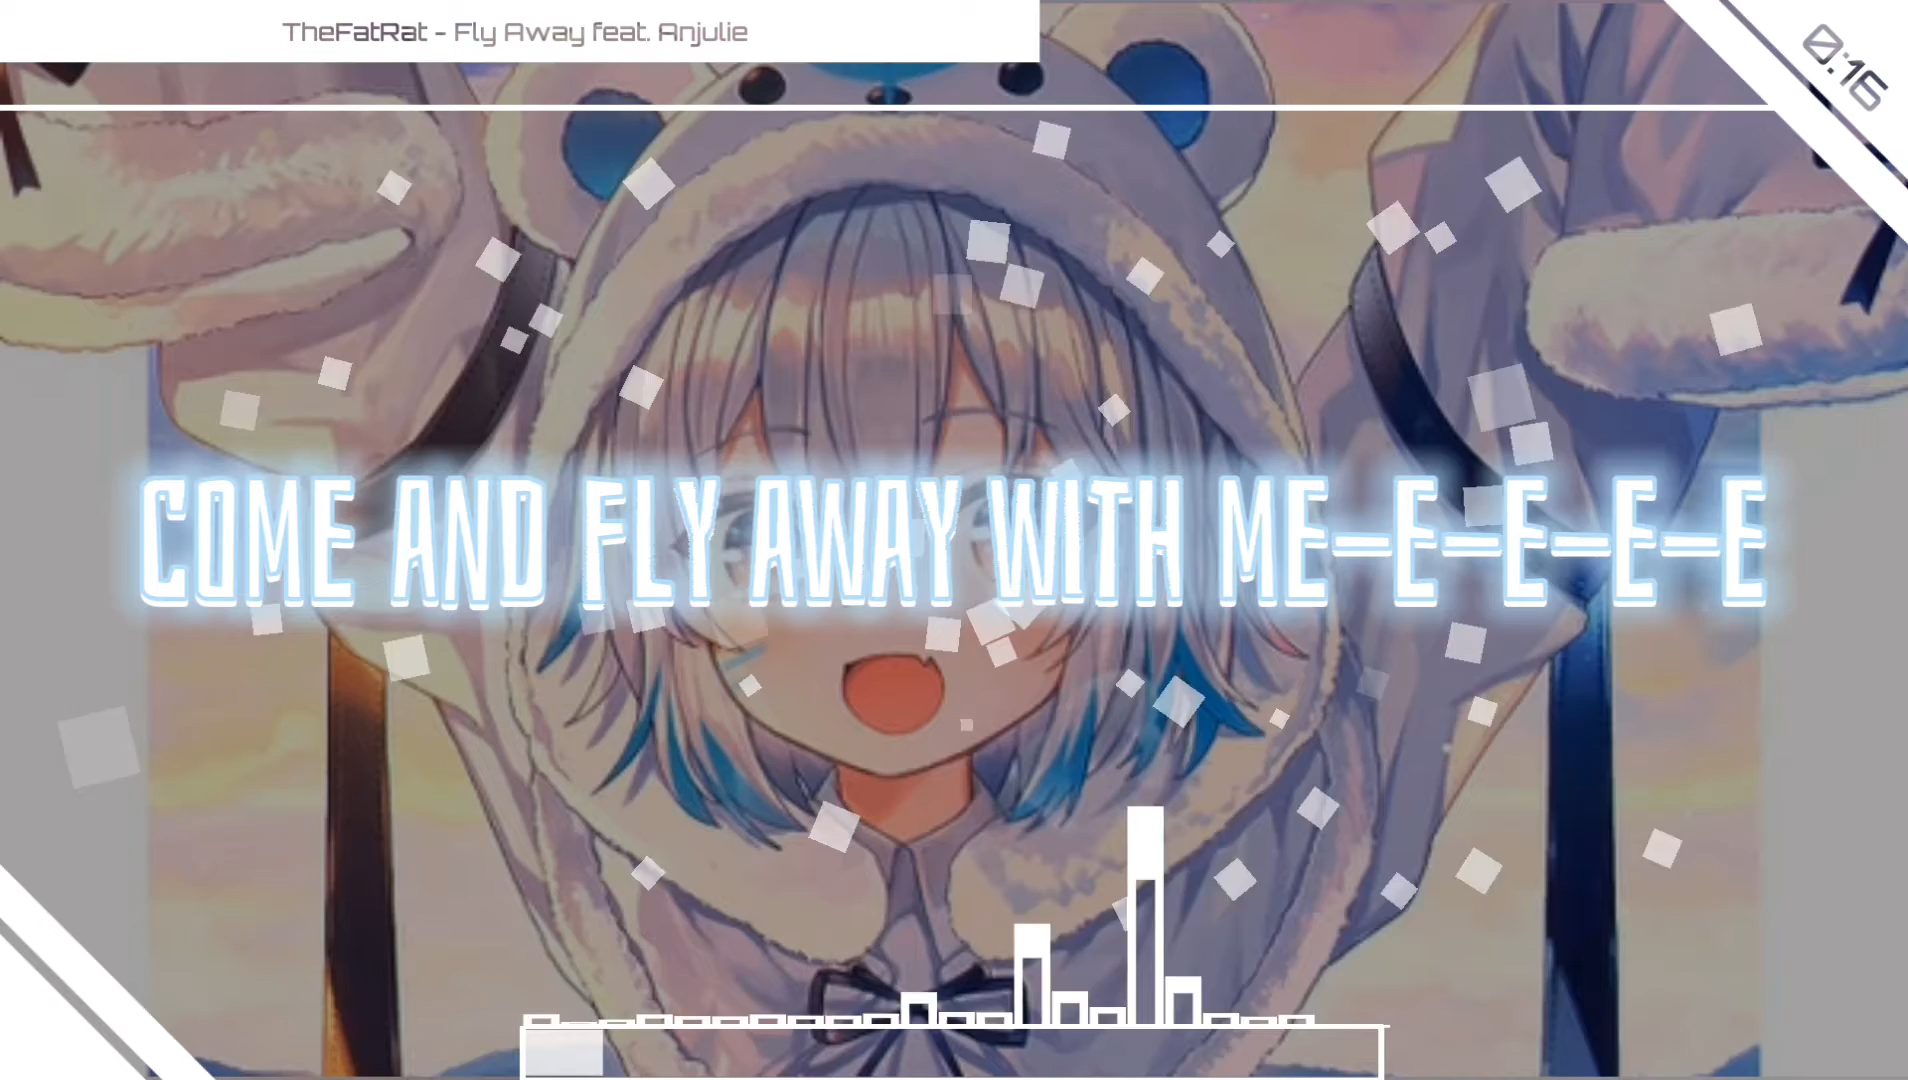 TheFatRat - Fly Away feat. Anjulie
0:16
COME AND FLY AWAY WITH ME-E-E-E-E